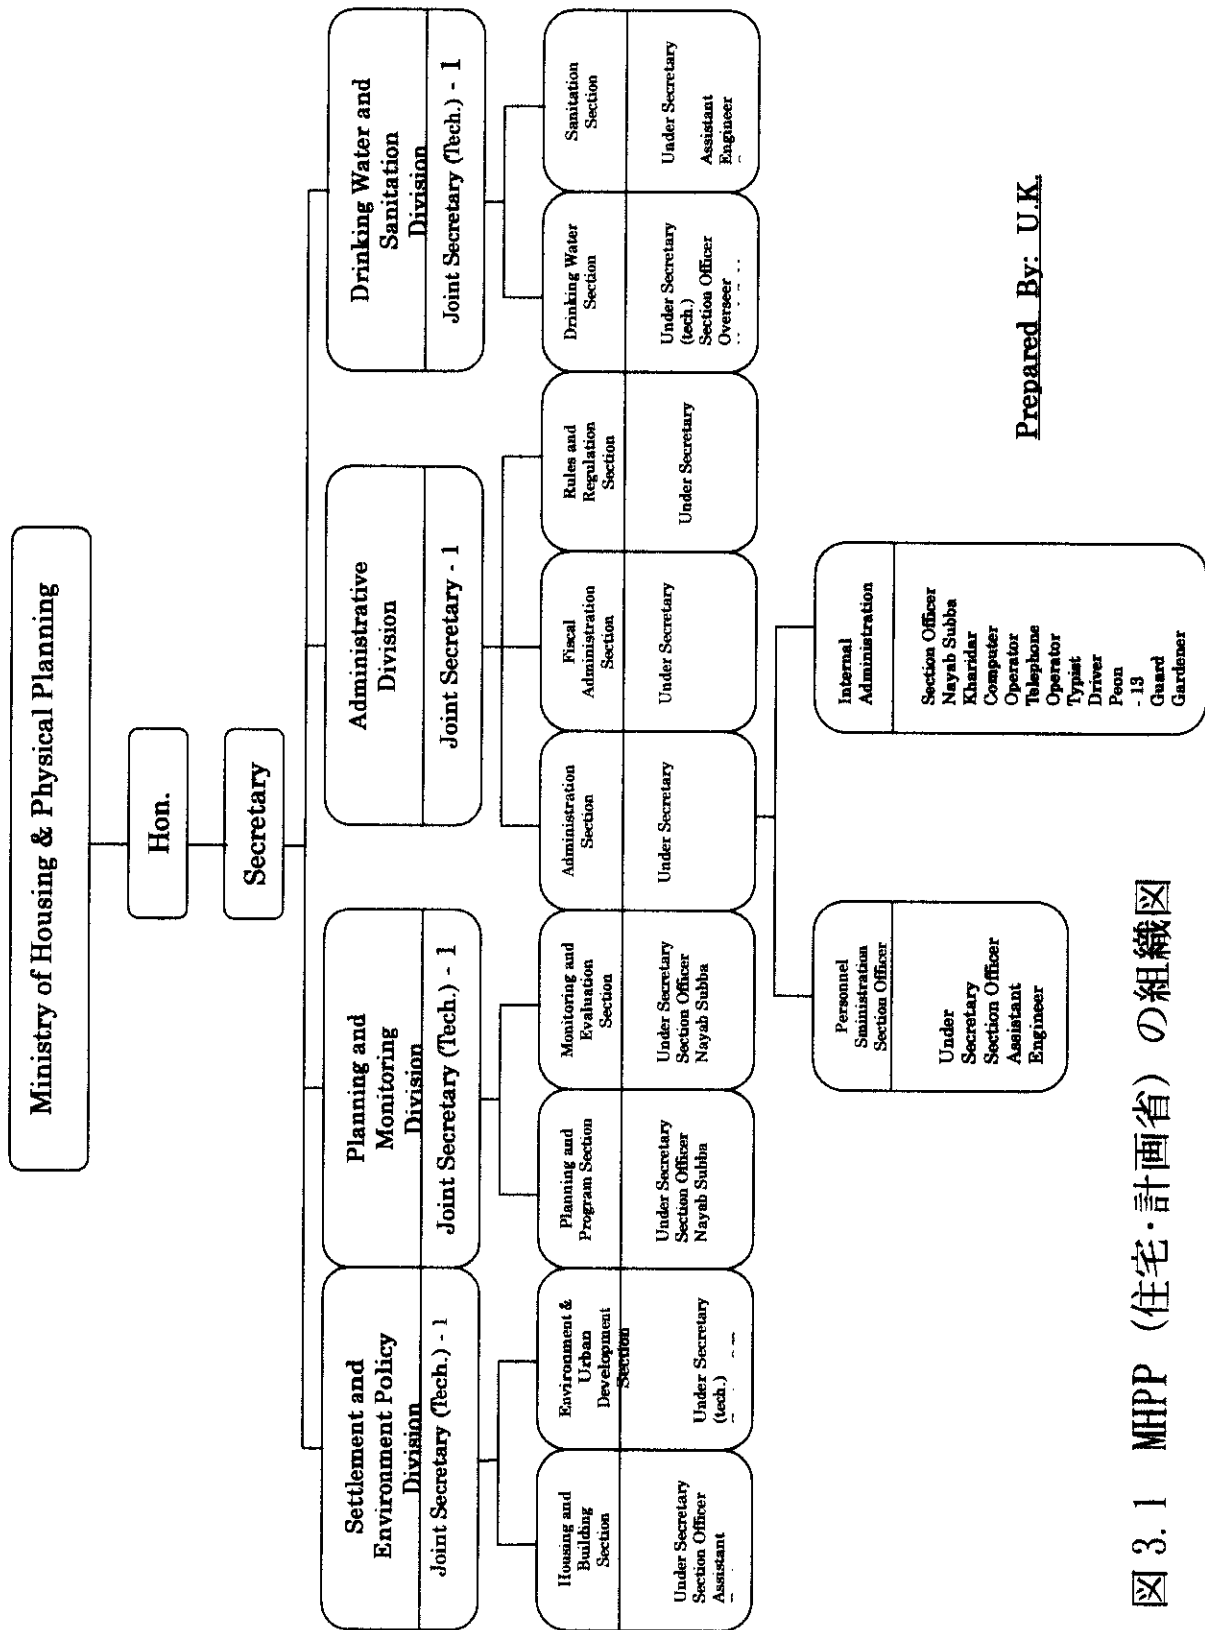 Ministry of Housing & Physical Planning
Hon.
Secretary
Settlement and
Environment Policy
Division
Joint Secretary (Tech.) - 1
Planning and
Monitoring
Division
Joint Secretary (Tech.) - 1
Administrative
Division
Joint Secretary - 1
Drinking Water and
Sanitation
Division
Joint Secretary (Tech.) - 1
Housing and
Building
Section
Under Secretary
Section Officer
Assistant
Environment &
Urban
Development
Section
Under Secretary
(tech.)
Planning and
Program Section
Under Secretary
Section Officer
Nayab Subba
Monitoring and
Evaluation
Section
Under Secretary
Section Officer
Nayab Subba
Administration
Section
Under Secretary
Fiscal
Administration
Section
Under Secretary
Rules and
Regulation
Section
Under Secretary
Drinking Water
Section
Under Secretary
(tech.)
Section Officer
Overseer
Sanitation
Section
Under Secretary
Assistant
Engineer
Personnel
Sministration
Section Officer
Under
Secretary
Section Officer
Assistant
Engineer
Internal
Administration
Section Officer
Nayab Subba
Kharidar
Computer
Operator
Telephone
Operator
Typist
Driver
Peon
- 13
Guard
Gardener
Prepared By: U.K.
図 3. 1 MHPP (住宅・計画省) の組織図